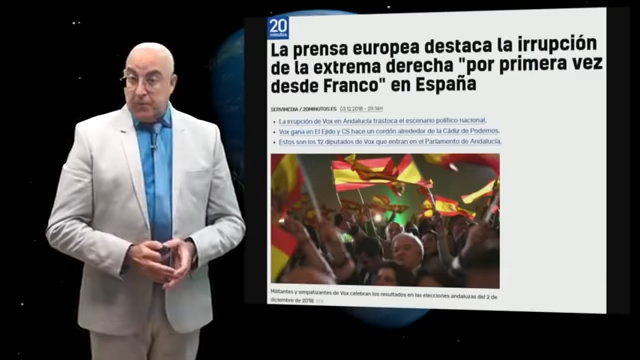 20
minutos
La prensa europea destaca la irrupción
de la extrema derecha "por primera vez
desde Franco" en España
SERVIMEDIA / 20MINUTOS.ES 03.12.2018 - 09:14H
La irrupción de Vox en Andalucía trastoca el escenario político nacional.
Vox gana en El Ejido y CS hace un cordón alrededor de la Cádiz de Podemos.
Estos son los 12 diputados de Vox que entran en el Parlamento de Andalucía.
Militantes y simpatizantes de Vox celebran los resultados en las elecciones andaluzas del 2 de
diciembre de 2018.